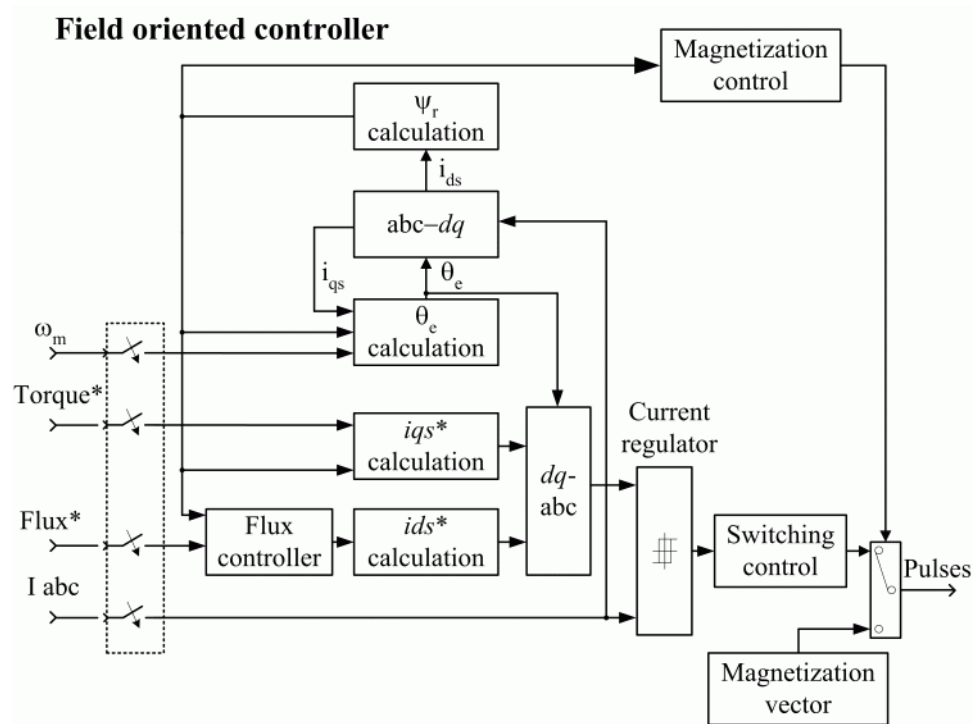 Field oriented controller
Magnetization
control
ψr
calculation
ids
abc–dq
iqs
θe
θe
calculation
ωm
Torque*
iqs*
calculation
Current
regulator
dq-
abc
Flux*
Flux
controller
ids*
calculation
Switching
control
Pulses
I abc
Magnetization
vector